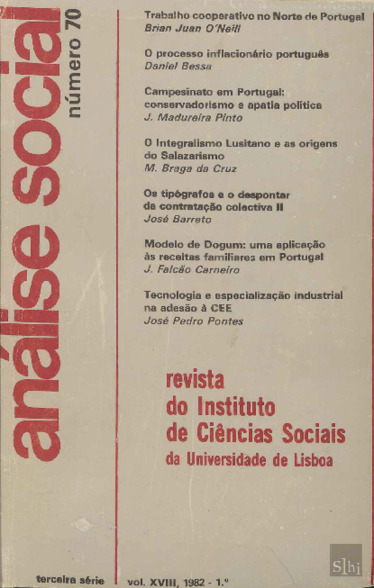 análise social
número 70
Trabalho cooperativo no Norte de Portugal
Brian Juan O'Neill
O processo inflacionário português
Daniel Bessa
Campesinato em Portugal:
conservadorismo e apatia política
J. Madureira Pinto
O Integralismo Lusitano e as origens
do Salazarismo
M. Braga da Cruz
Os tipógrafos e o despontar
da contratação colectiva II
José Barreto
Modelo de Dogum: uma aplicação
às receitas familiares em Portugal
J. Falcão Carneiro
Tecnologia e especialização industrial
na adesão à CEE
José Pedro Pontes
revista
do Instituto
de Ciências Sociais
da Universidade de Lisboa
terceira série
vol. XVIII, 1982 - 1.º
Slhi